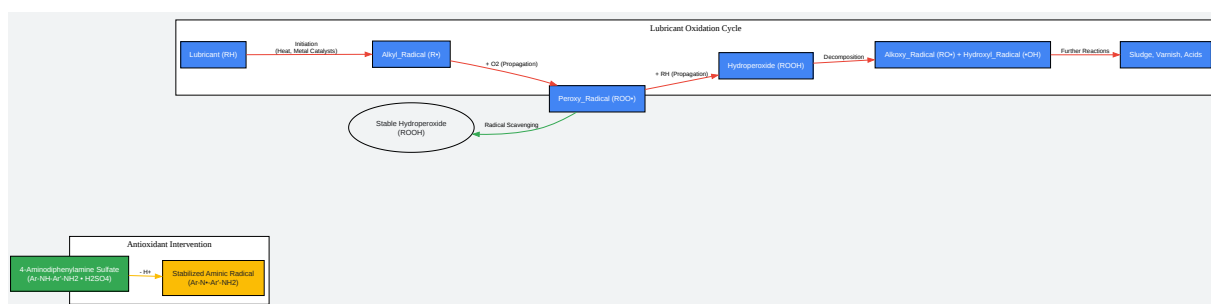 Lubricant Oxidation Cycle
Lubricant (RH)
Initiation
(Heat, Metal Catalysts)
Alkyl_Radical (R•)
+ O2 (Propagation)
Peroxy_Radical (ROO•)
+ RH (Propagation)
Hydroperoxide (ROOH)
Decomposition
Alkoxy_Radical (RO•) + Hydroxyl_Radical (•OH)
Further Reactions
Sludge, Varnish, Acids
Stable Hydroperoxide
(ROOH)
Radical Scavenging
Antioxidant Intervention
4-Aminodiphenylamine Sulfate
(Ar-NH-Ar'-NH2 • H2SO4)
- H+
Stabilized Aminic Radical
(Ar-N•-Ar'-NH2)